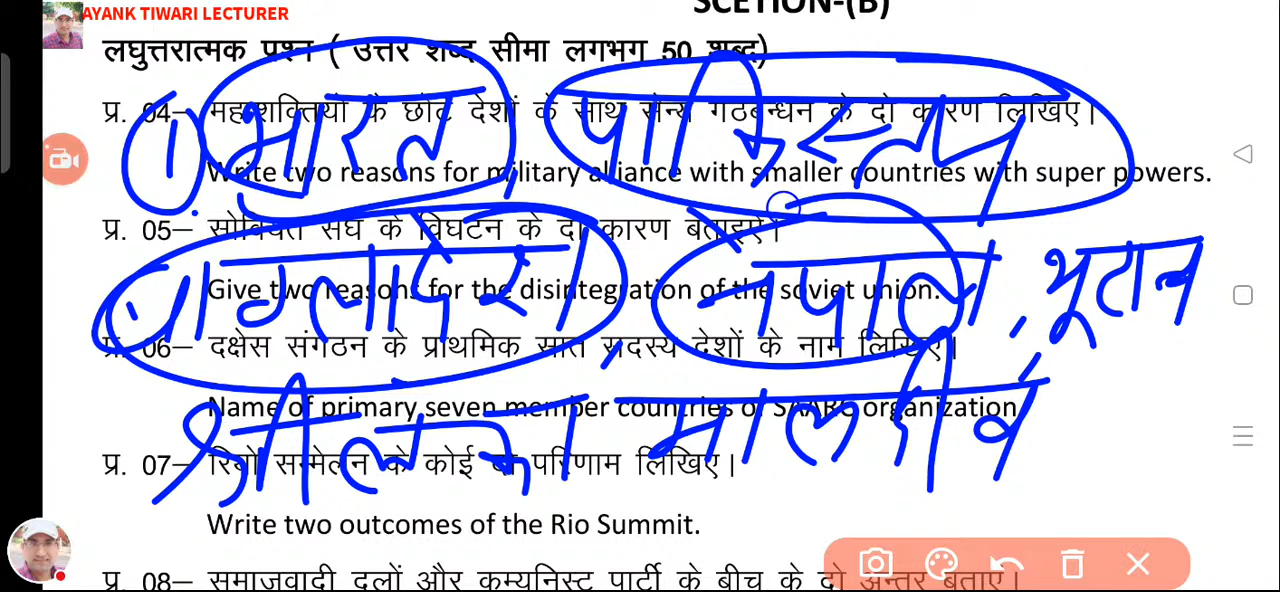 AYANK TIWARI LECTURER
SCETION-(B)
लघुत्तरात्मक प्रश्न ( उत्तर शब्द सीमा लगभग 50 शब्द)
प्र. 04– महाशक्तियों के छोटे देशों के साथ सैन्य गठबन्धन के दो कारण लिखिए।
① भारत, पाकिस्तान
Write two reasons for military alliance with smaller countries with super powers.
प्र. 05– सोवियत संघ के विघटन के दो कारण बताइऐ।
Give two reasons for the disintegration of the soviet union.
बांग्लादेश, नेपाल, भूटान,
प्र. 06– दक्षेस संगठन के प्राथमिक सात सदस्य देशों के नाम लिखिए।
Name of primary seven member countries of SAARC organization.
श्रीलंका मालदीव
प्र. 07– रियो सम्मेलन के कोई दो परिणाम लिखिए।
Write two outcomes of the Rio Summit.
प्र. 08– समाजवादी दलों और कम्यूनिस्ट पार्टी के बीच के दो अन्तर बताए।